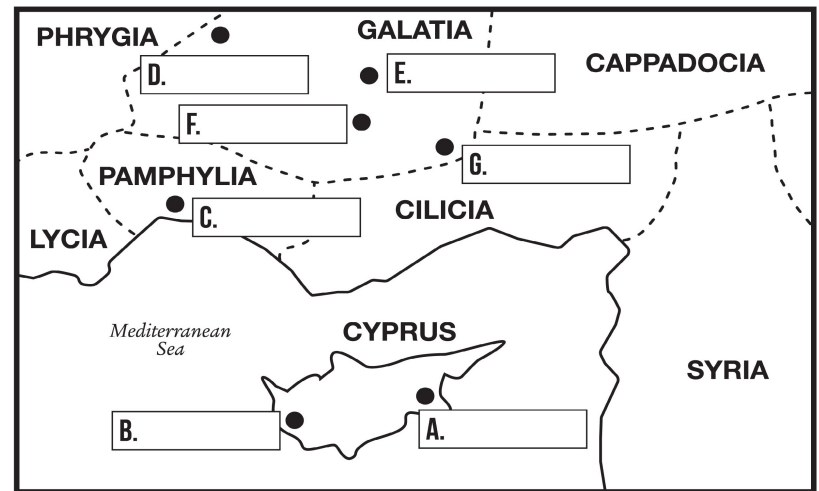 PHRYGIA
GALATIA
CAPPADOCIA
D.
E.
F.
G.
PAMPHYLIA
C.
CILICIA
LYCIA
Mediterranean
Sea
CYPRUS
SYRIA
B.
A.